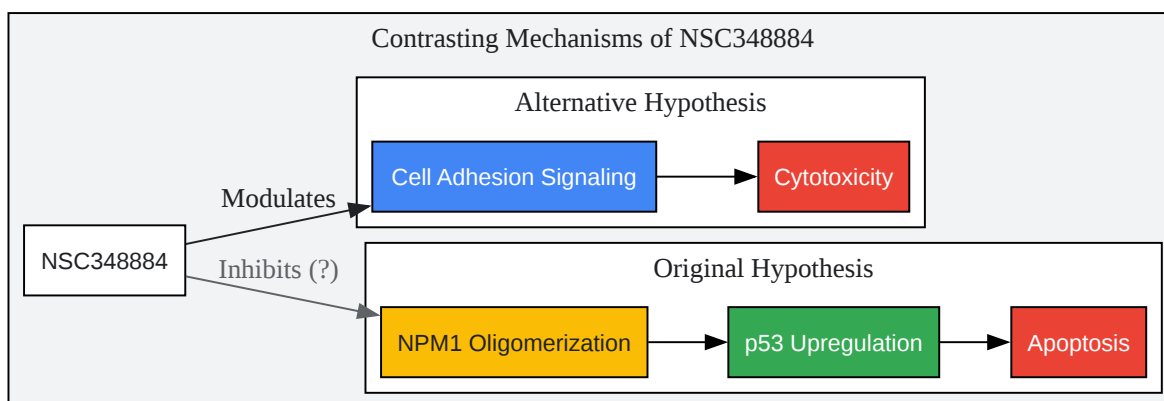 Contrasting Mechanisms of NSC348884
Alternative Hypothesis
Cell Adhesion Signaling
Cytotoxicity
Modulates
NSC348884
Inhibits (?)
Original Hypothesis
NPM1 Oligomerization
p53 Upregulation
Apoptosis